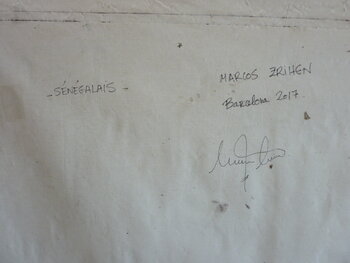 - SÉNÉGALAIS -
MARCOS ZRIHEN
Barcelona 2017.